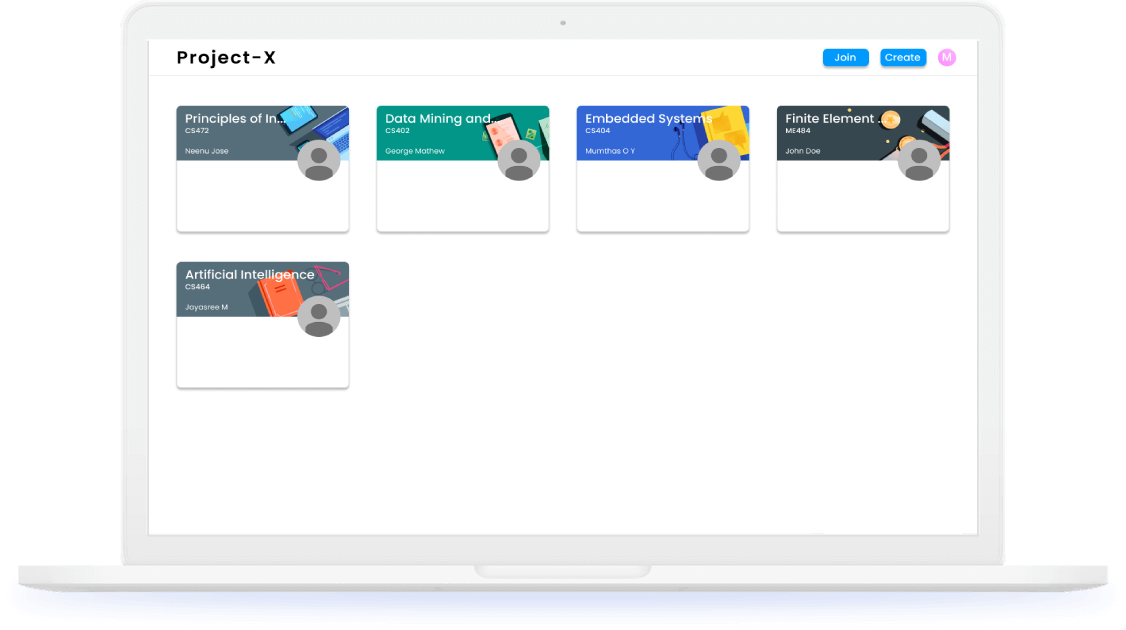 Project-X
Join
Create
M
Principles of In...
CS472
Neenu Jose
Data Mining and...
CS402
George Mathew
Embedded Systems
CS404
Mumthas O Y
Finite Element ...
ME484
John Doe
Artificial Intelligence
CS464
Jayasree M